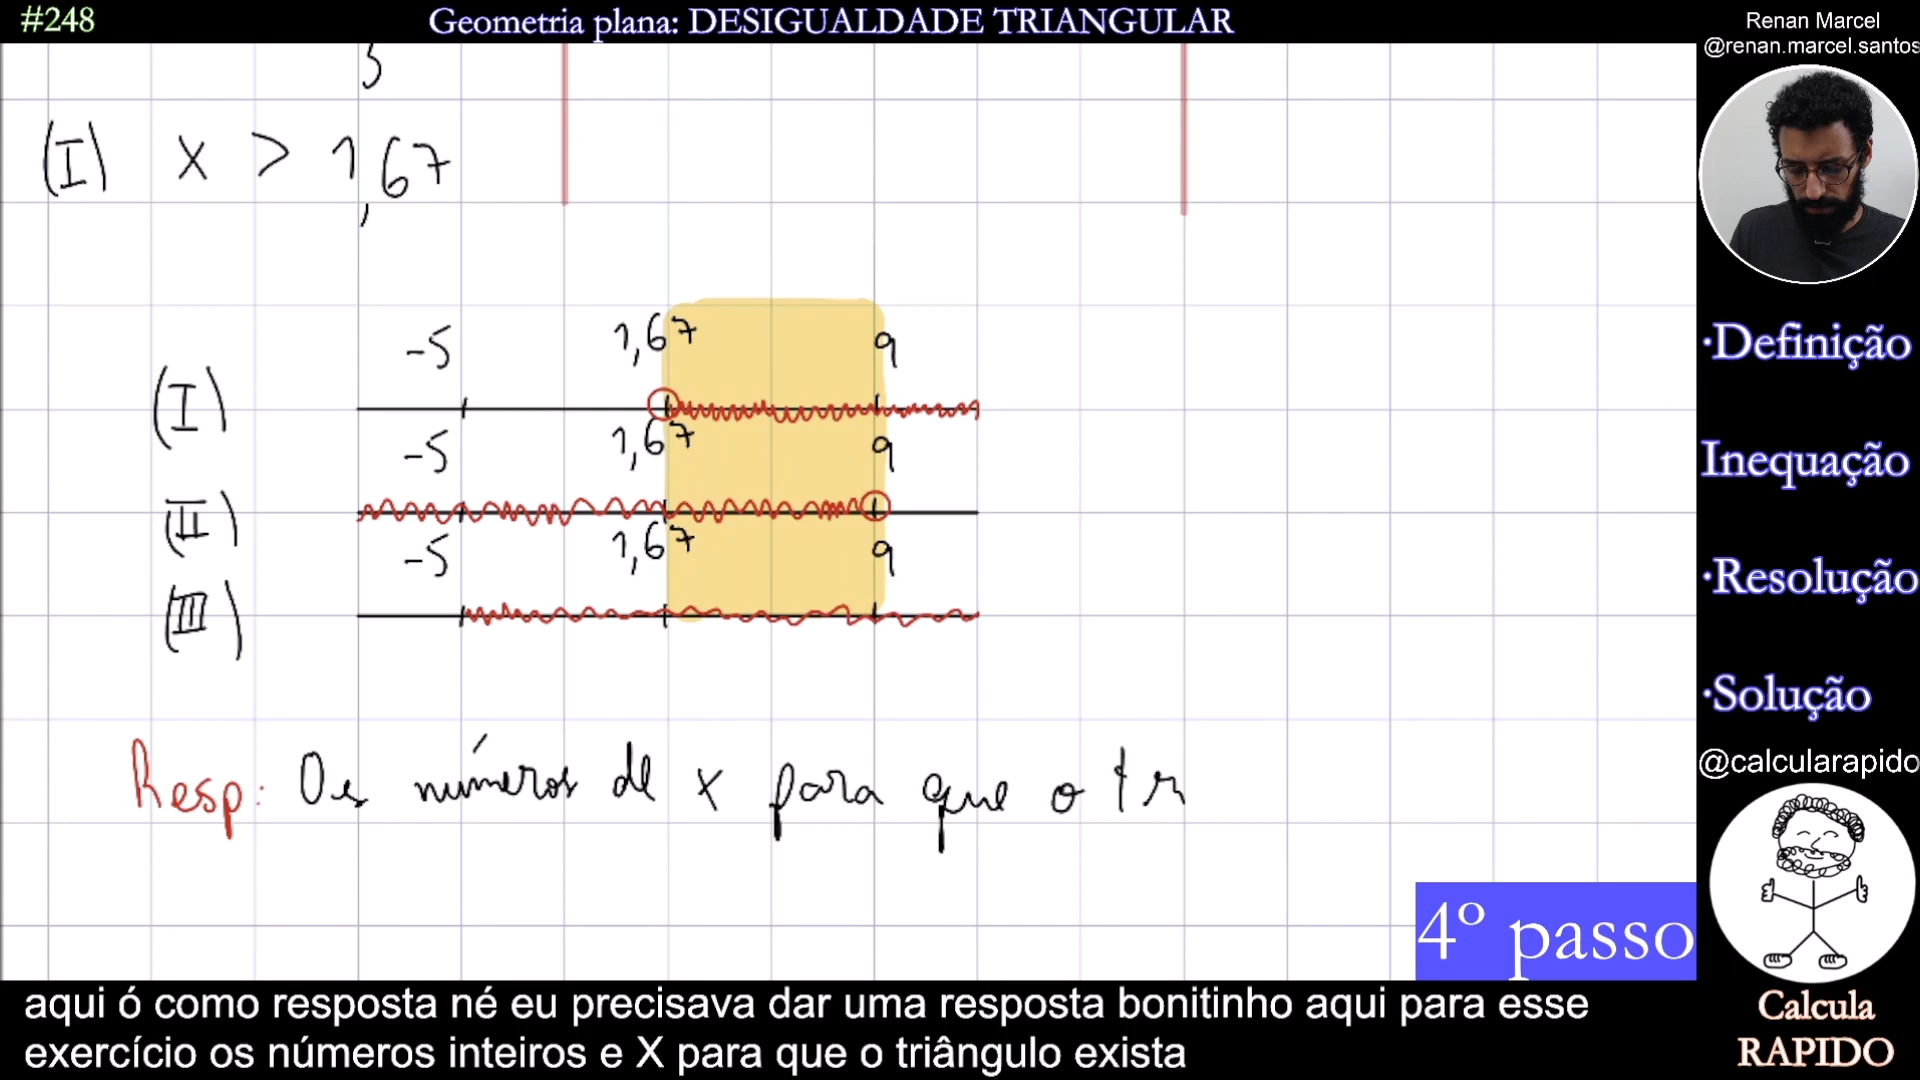 #248
Geometria plana: DESIGUALDADE TRIANGULAR
Renan Marcel
@renan.marcel.santos
3
(I) x > 1,67
-5 1,67 9
(I)
-5 1,67 9
(II)
-5 1,67 9
(III)
Resp: Os números de x para que o tr
·Definição
Inequação
·Resolução
·Solução
@calcularapido
4º passo
Calcula
RAPIDO
aqui ó como resposta né eu precisava dar uma resposta bonitinho aqui para esse
exercício os números inteiros e X para que o triângulo exista